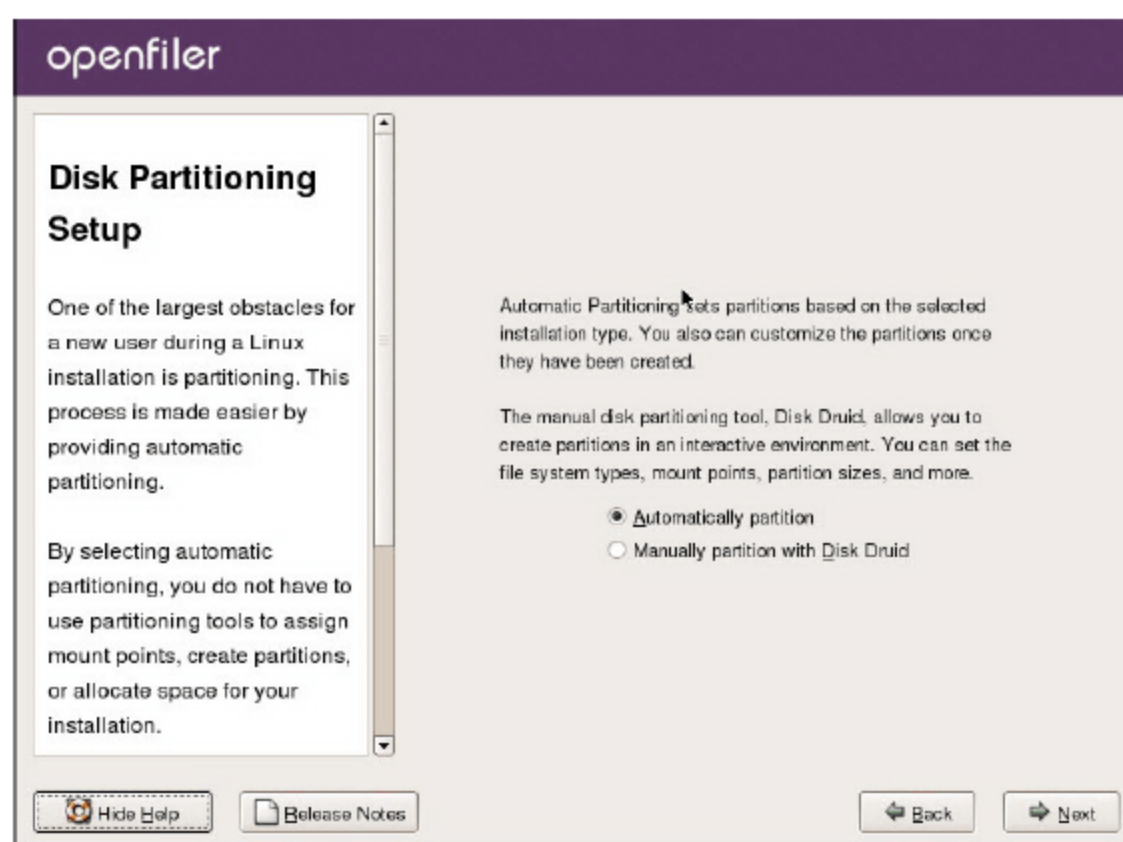 openfiler
Disk Partitioning
Setup
One of the largest obstacles for
a new user during a Linux
installation is partitioning. This
process is made easier by
providing automatic
partitioning.
By selecting automatic
partitioning, you do not have to
use partitioning tools to assign
mount points, create partitions,
or allocate space for your
installation.
Automatic Partitioning sets partitions based on the selected
installation type. You also can customize the partitions once
they have been created.
The manual disk partitioning tool, Disk Druid, allows you to
create partitions in an interactive environment. You can set the
file system types, mount points, partition sizes, and more.
Automatically partition
Manually partition with Disk Druid
Hide Help
Release Notes
Back
Next